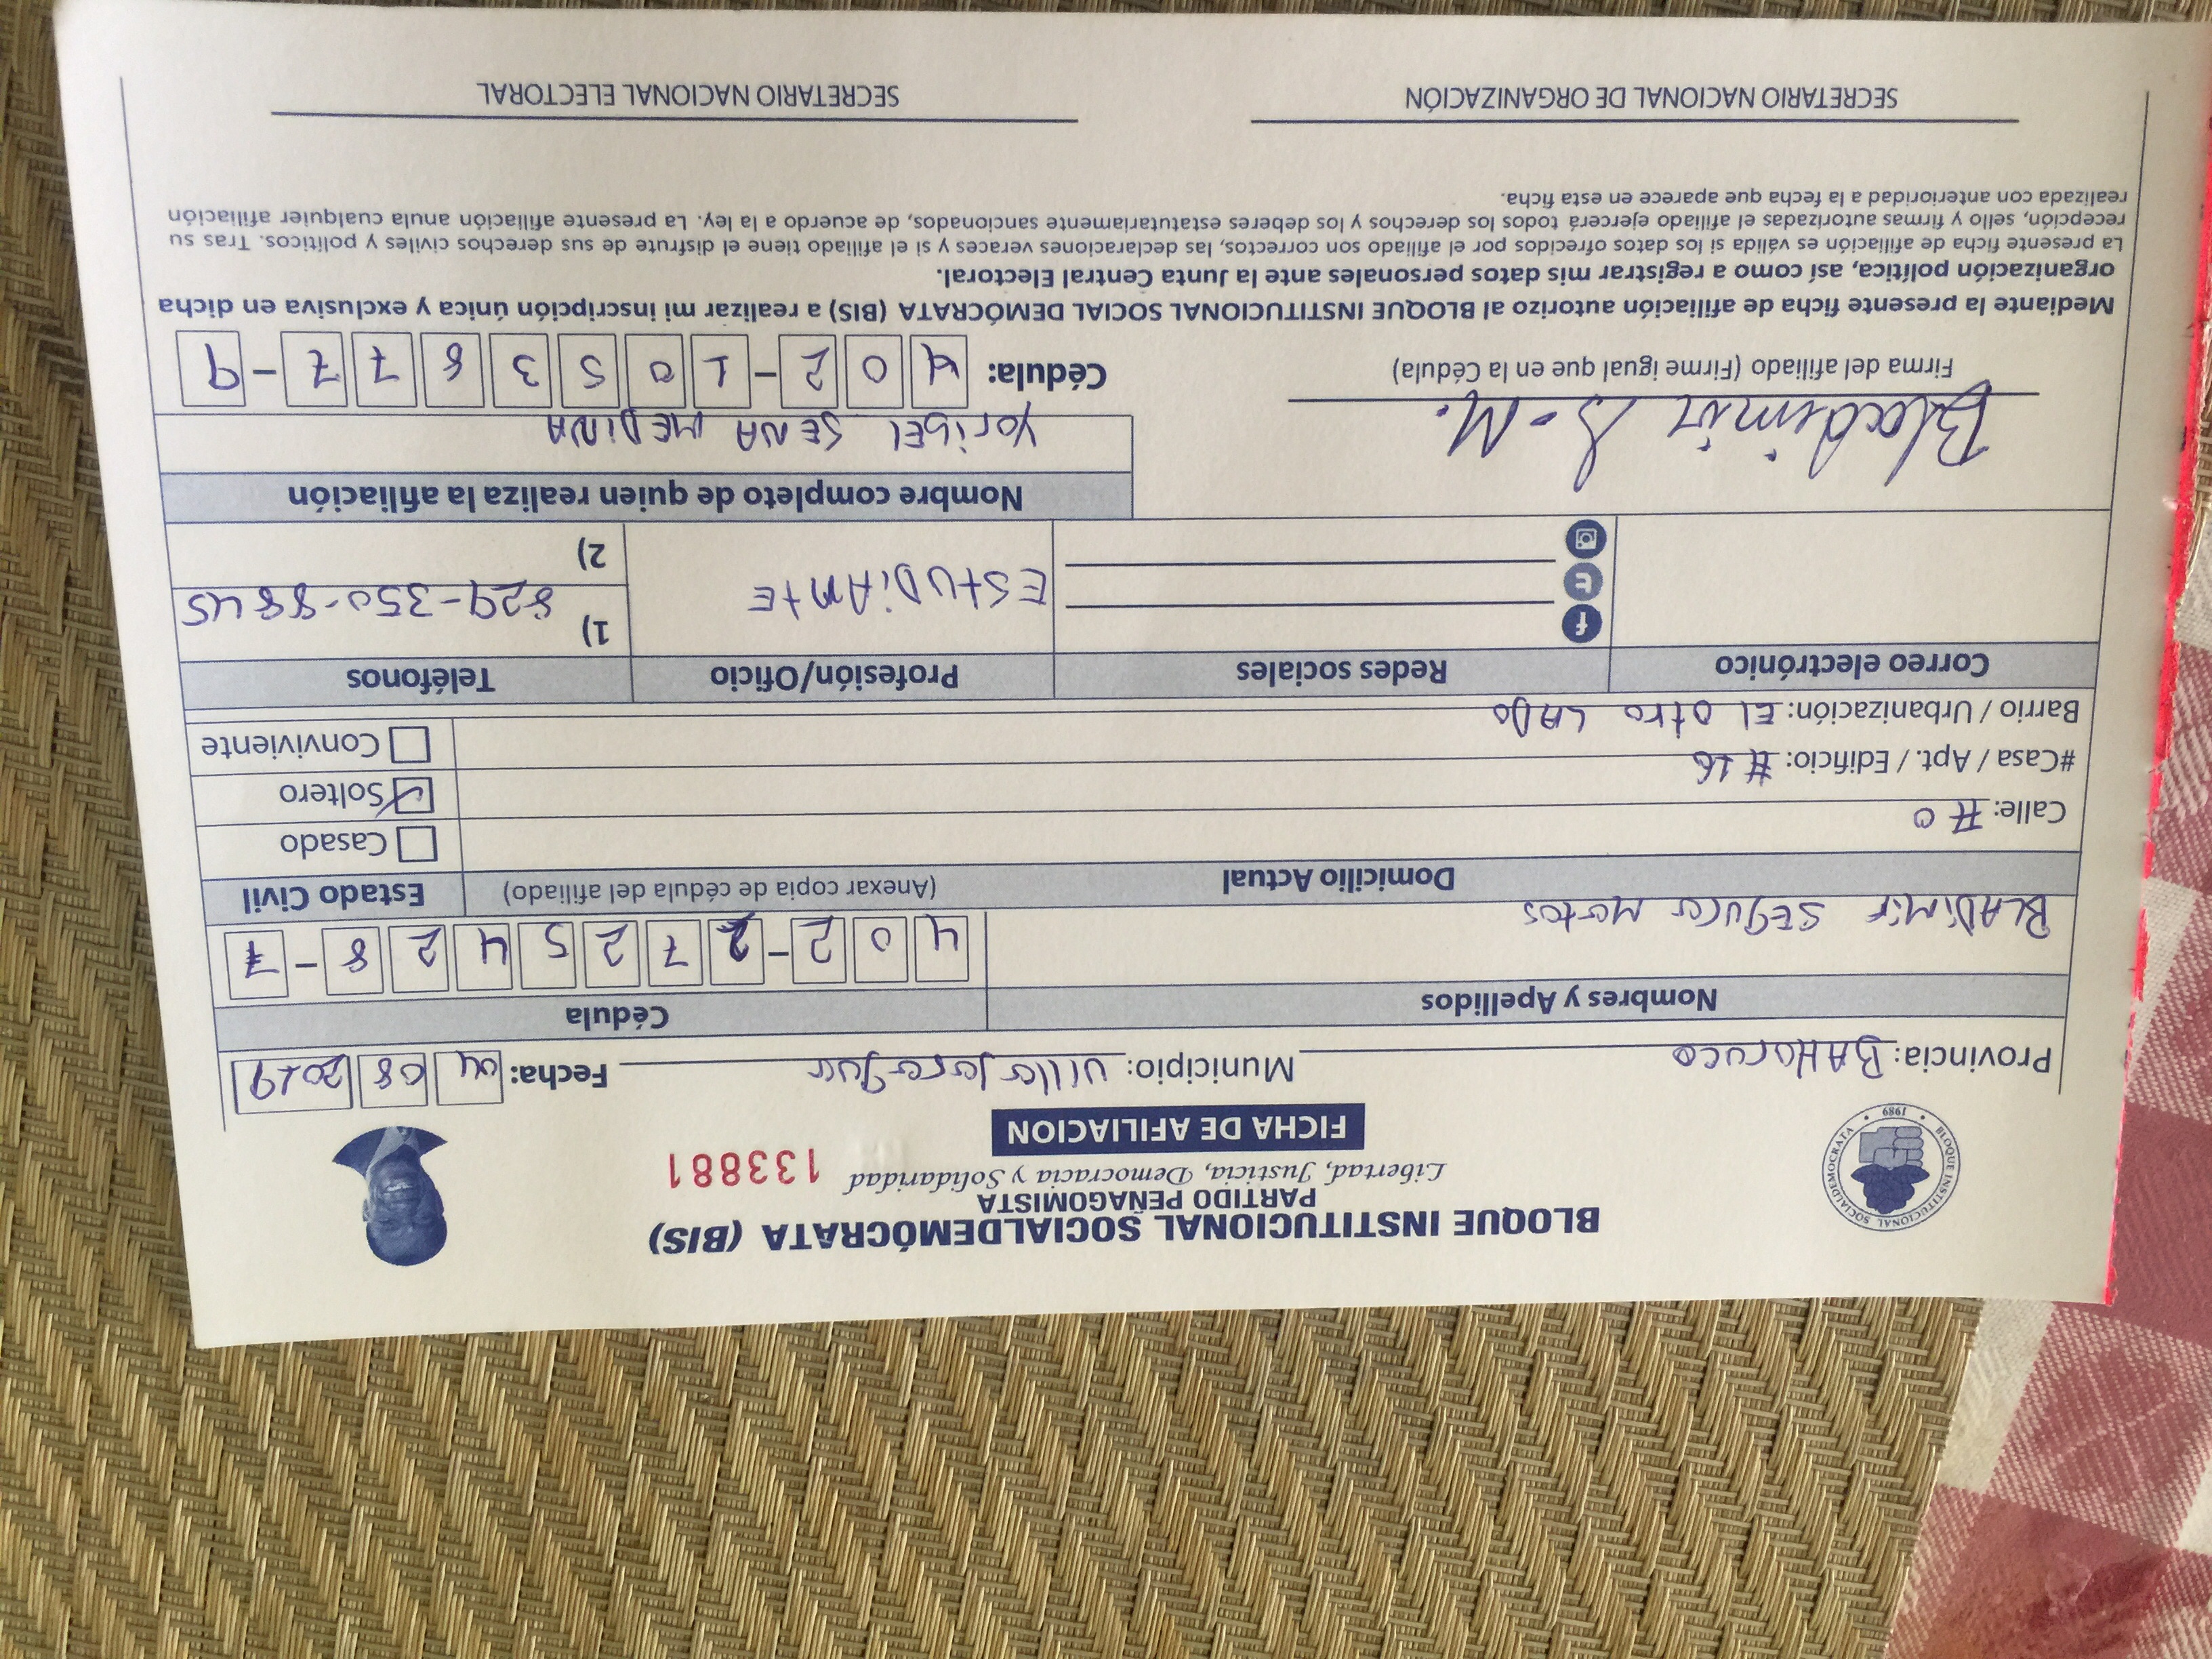 BLOQUE INSTITUCIONAL SOCIALDEMÓCRATA (BIS)
PARTIDO PEÑAGOMISTA
Libertad, Justicia, Democracia y Solidaridad 133881
FICHA DE AFILIACION
BLOQUE INSTITUCIONAL SOCIALDEMOCRATA
1989
Provincia: BAHoruco Municipio: Villa Jaragua Fecha: 04 08 2019
Nombres y Apellidos Cédula
BLADiMir SEgura Matos 402-2725428-7
Domicilio Actual (Anexar copia de cédula del afiliado) Estado Civil
Calle: #0 Casado
#Casa / Apt. / Edificio: #16 Soltero
Barrio / Urbanización: EL otro LADo Conviviente
Correo electrónico Redes sociales Profesión/Oficio Teléfonos
ESTUDiANtE
1) 829-350-8845
2)
Nombre completo de quien realiza la afiliación
YoribEL SENA MEDiNA
Bladimir S. M.
Firma del afiliado (Firme igual que en la Cédula) Cédula: 402-1053877-9
Mediante la presente ficha de afiliación autorizo al BLOQUE INSTITUCIONAL SOCIAL DEMÓCRATA (BIS) a realizar mi inscripción única y exclusiva en dicha
organización política, así como a registrar mis datos personales ante la Junta Central Electoral.
La presente ficha de afiliación es válida si los datos ofrecidos por el afiliado son correctos, las declaraciones veraces y si el afiliado tiene el disfrute de sus derechos civiles y políticos. Tras su
recepción, sello y firmas autorizadas el afiliado ejercerá todos los derechos y los deberes estatutariamente sancionados, de acuerdo a la ley. La presente afiliación anula cualquier afiliación
realizada con anterioridad a la fecha que aparece en esta ficha.
SECRETARIO NACIONAL DE ORGANIZACIÓN SECRETARIO NACIONAL ELECTORAL